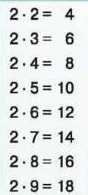 2 · 2 = 4
2 · 3 = 6
2 · 4 = 8
2 · 5 = 10
2 · 6 = 12
2 · 7 = 14
2 · 8 = 16
2 · 9 = 18